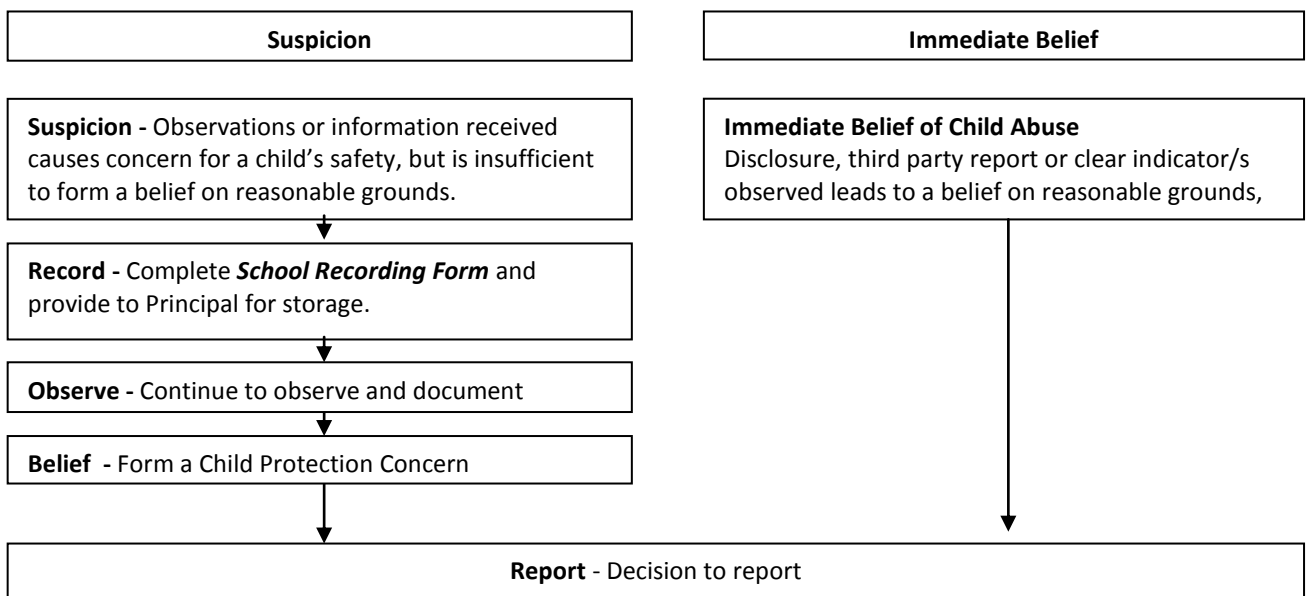 Suspicion
Immediate Belief
Suspicion - Observations or information received
causes concern for a child's safety, but is insufficient
to form a belief on reasonable grounds.
Immediate Belief of Child Abuse
Disclosure, third party report or clear indicator/s
observed leads to a belief on reasonable grounds,
Record - Complete School Recording Form and
provide to Principal for storage.
Observe - Continue to observe and document
Belief - Form a Child Protection Concern
Report - Decision to report